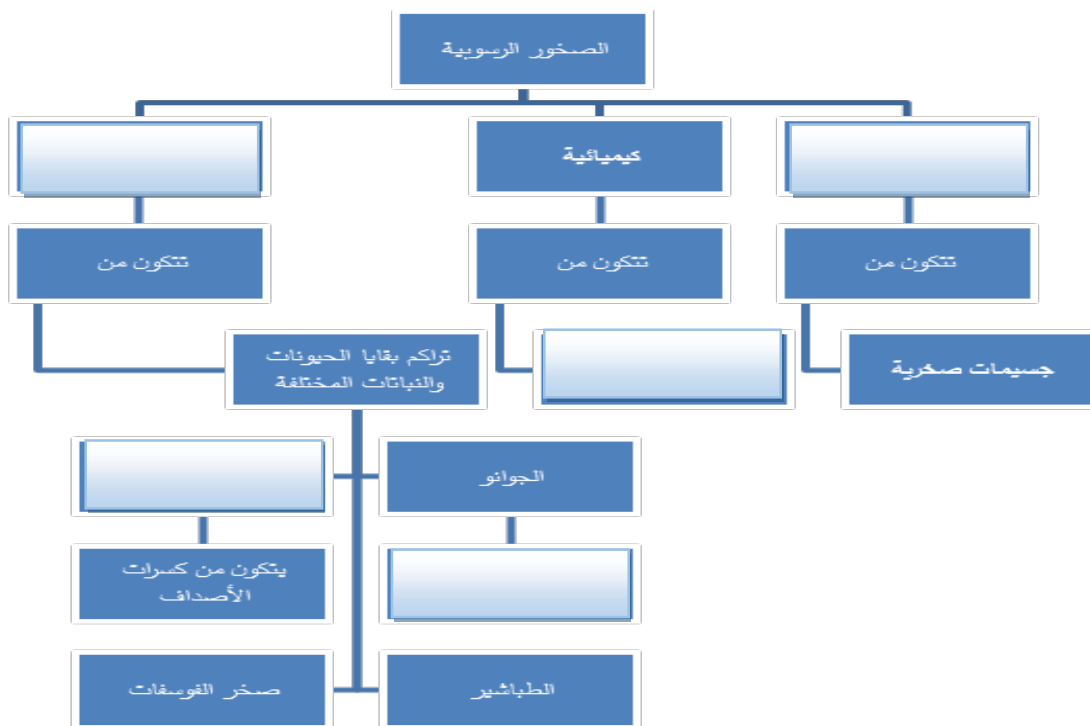 الصخور الرسوبية
كيميائية
تتكون من
تتكون من
تتكون من
جسيمات صخرية
تراكم بقايا الحيونات
والنباتات المختلفة
الجوانو
يتكون من كسرات
الأصداف
الطباشير
صخر الفوسفات